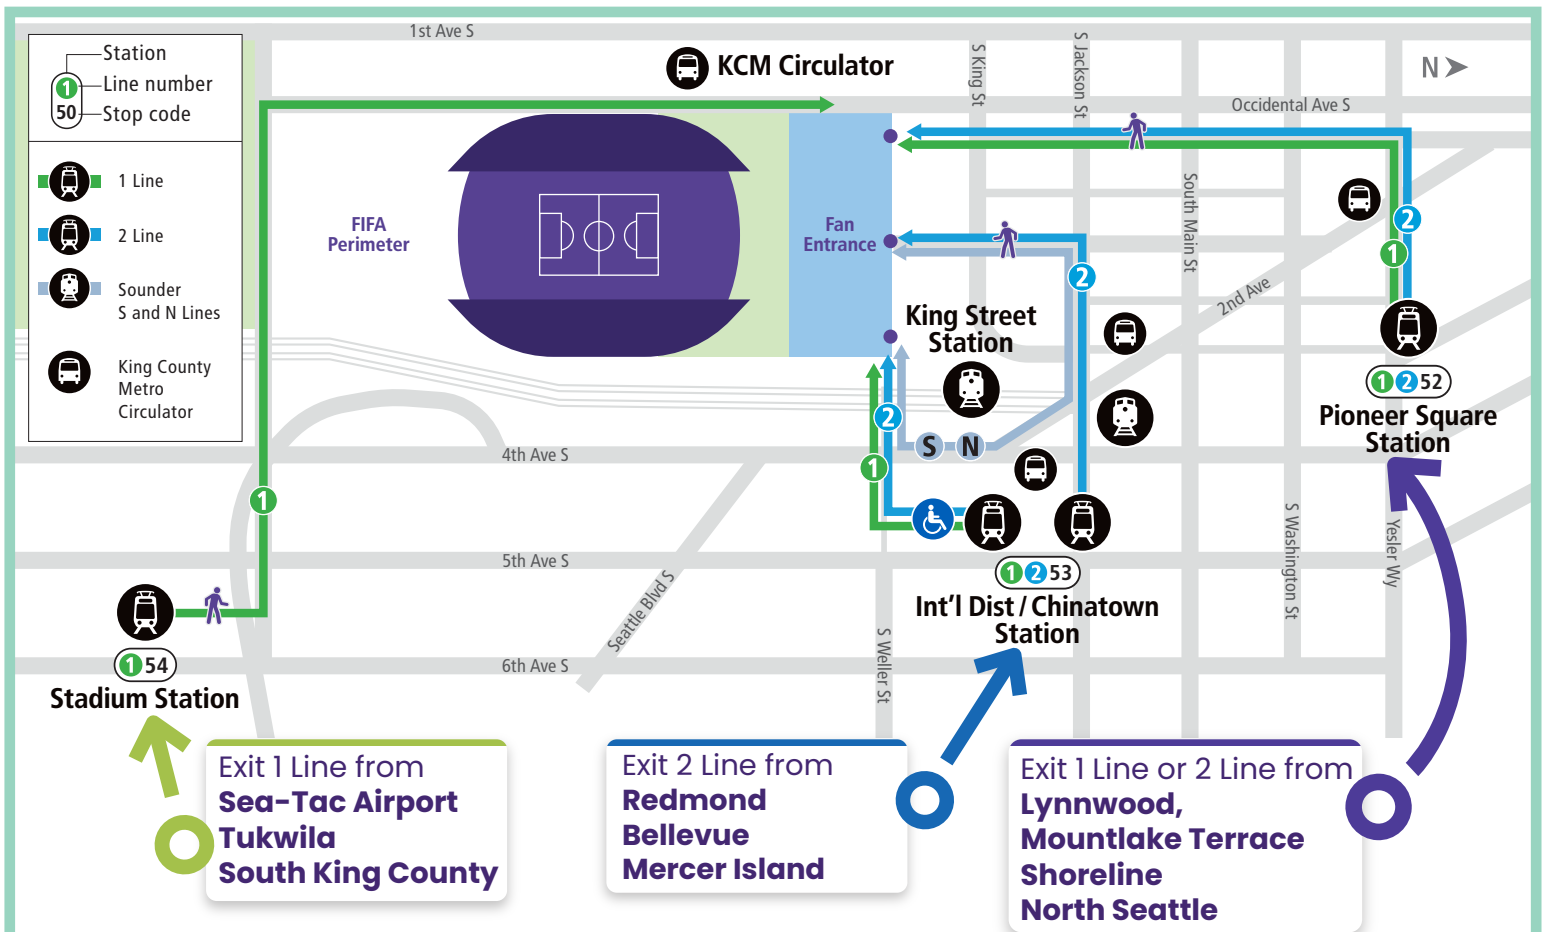 Station
1
Line number
50
Stop code
1 Line
2 Line
Sounder
S and N Lines
King County
Metro
Circulator
1st Ave S
KCM Circulator
S King St
S Jackson St
N
Occidental Ave S
FIFA
Perimeter
Fan
Entrance
South Main St
2nd Ave
2
1
2
King Street
Station
1 2 52
Pioneer Square
Station
2
S
N
1
4th Ave S
1
5th Ave S
Seattle Blvd S
S Washington St
Yesler Wy
1 2 53
Int'l Dist / Chinatown
Station
S Weller St
6th Ave S
1 54
Stadium Station
Exit 1 Line from
Sea-Tac Airport
Tukwila
South King County
Exit 2 Line from
Redmond
Bellevue
Mercer Island
Exit 1 Line or 2 Line from
Lynnwood,
Mountlake Terrace
Shoreline
North Seattle